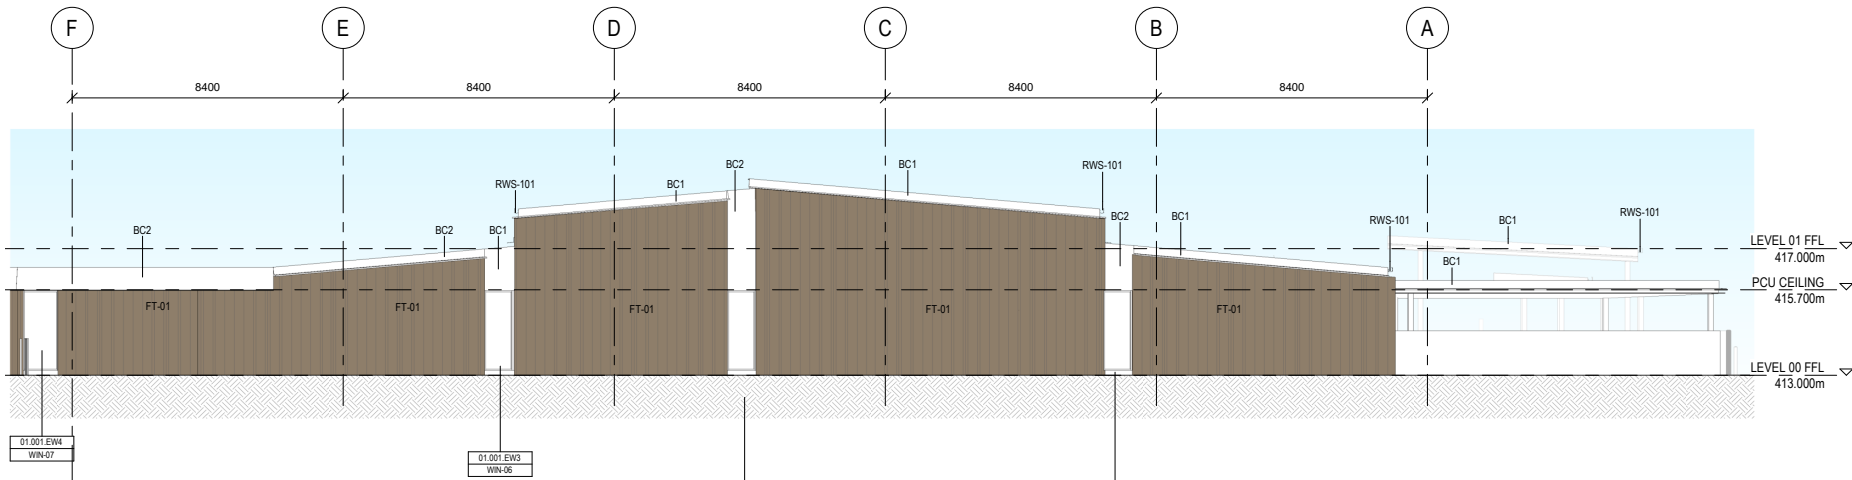 F E D C B A
8400 8400 8400 8400 8400
BC2 BC1 BC1 RWS-101
RWS-101 BC1
BC2 BC2 BC1 BC2 BC1 RWS-101 BC1 RWS-101
LEVEL 01 FFL
417.000m
BC1
PCU CEILING
415.700m
FT-01 FT-01 FT-01 FT-01 FT-01
LEVEL 00 FFL
413.000m
01.001.EW4
WIN-07
01.001.EW3
WIN-06